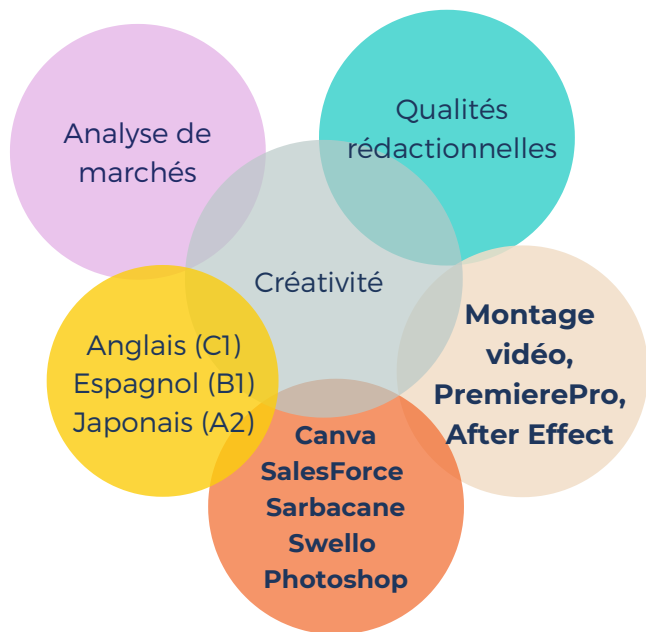 Analyse de
marchés
Qualités
rédactionnelles
Créativité
Anglais (C1)
Espagnol (B1)
Japonais (A2)
Montage
vidéo,
PremierePro,
After Effect
Canva
SalesForce
Sarbacane
Swello
Photoshop